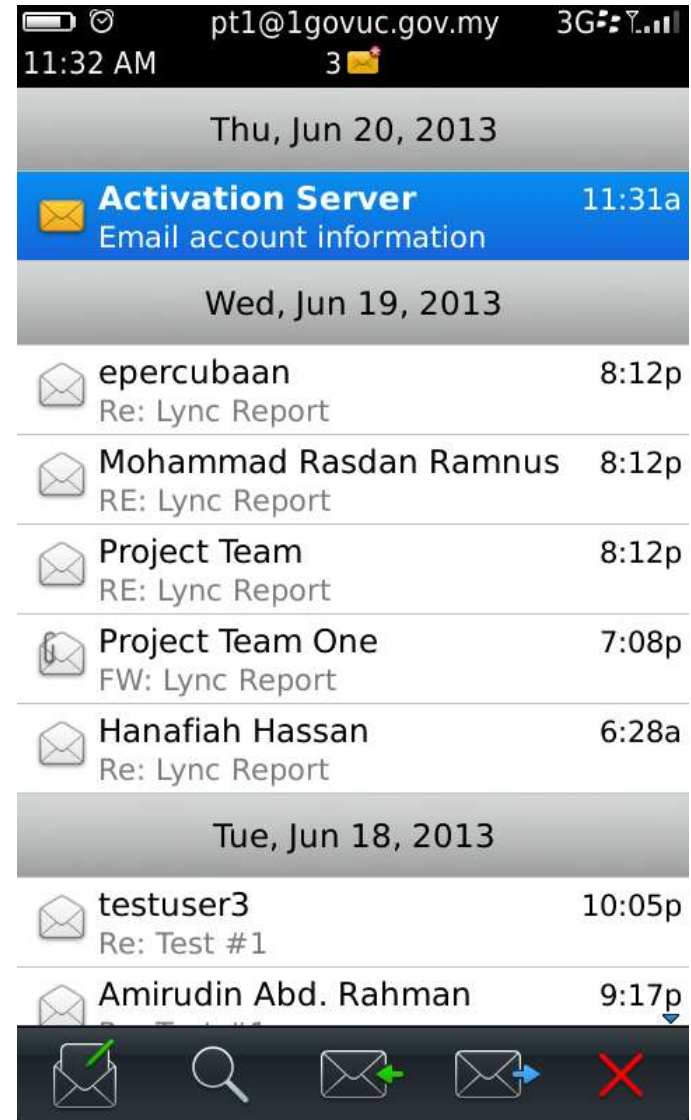 pt1@1govuc.gov.my 3G
11:32 AM 3
Thu, Jun 20, 2013
Activation Server 11:31a
Email account information
Wed, Jun 19, 2013
epercubaan 8:12p
Re: Lync Report
Mohammad Rasdan Ramnus 8:12p
RE: Lync Report
Project Team 8:12p
RE: Lync Report
Project Team One 7:08p
FW: Lync Report
Hanafiah Hassan 6:28a
Re: Lync Report
Tue, Jun 18, 2013
testuser3 10:05p
Re: Test #1
Amirudin Abd. Rahman 9:17p